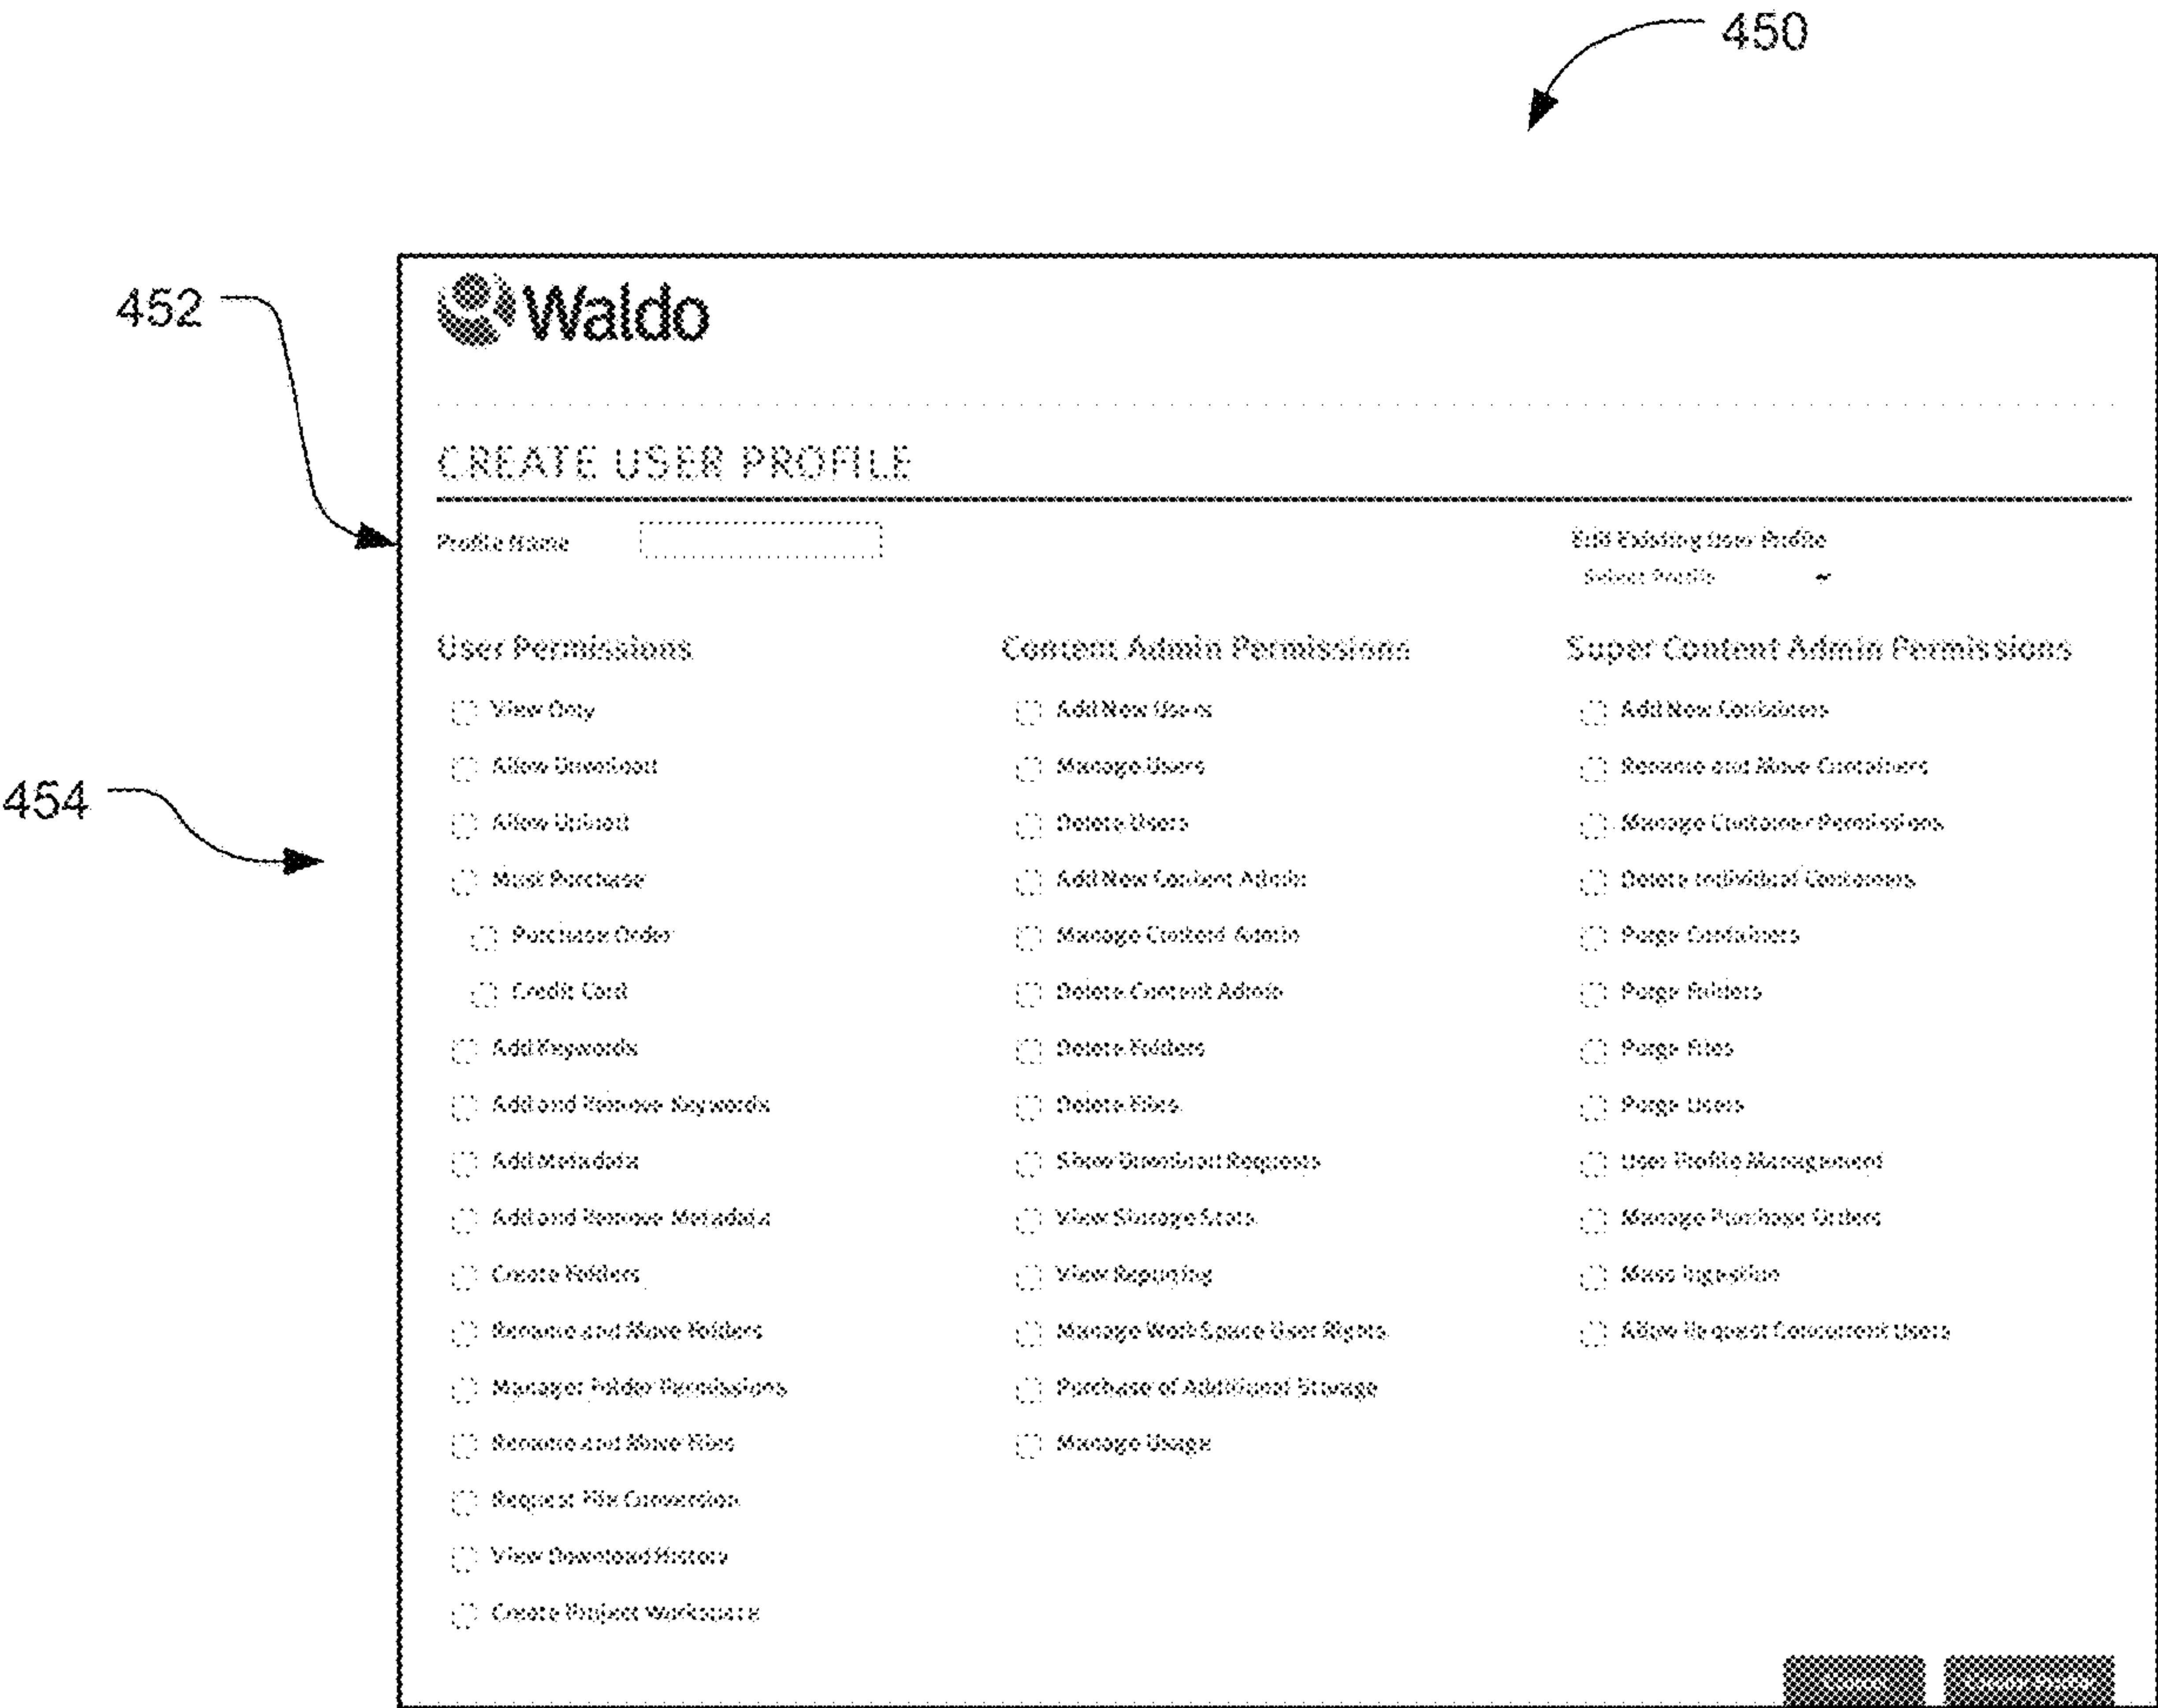 450
452
Waldo
CREATE USER PROFILE
Profile Name
Edit Existing User Profile
Select Profile
454
User Permissions
View Only
Allow Download
Allow Upload
Must Purchase
Purchase Order
Credit Card
Add Keywords
Add and Remove Keywords
Add Metadata
Add and Remove Metadata
Create Folders
Rename and Move Folders
Manager Folder Permissions
Rename and Move Files
Request File Conversion
View Download History
Create Project Workspace
Content Admin Permissions
Add New Users
Manage Users
Delete Users
Add New Content Admin
Manage Content Admin
Delete Content Admin
Delete Folders
Delete Files
Show Download Requests
View Storage Stats
View Reporting
Manage Work Space User Rights
Purchase of Additional Storage
Manage Usage
Super Content Admin Permissions
Add New Containers
Rename and Move Containers
Manage Container Permissions
Delete Individual Containers
Purge Containers
Purge Folders
Purge Files
Purge Users
User Profile Management
Manage Purchase Orders
Mass Ingestion
Allow Request Concurrent Users